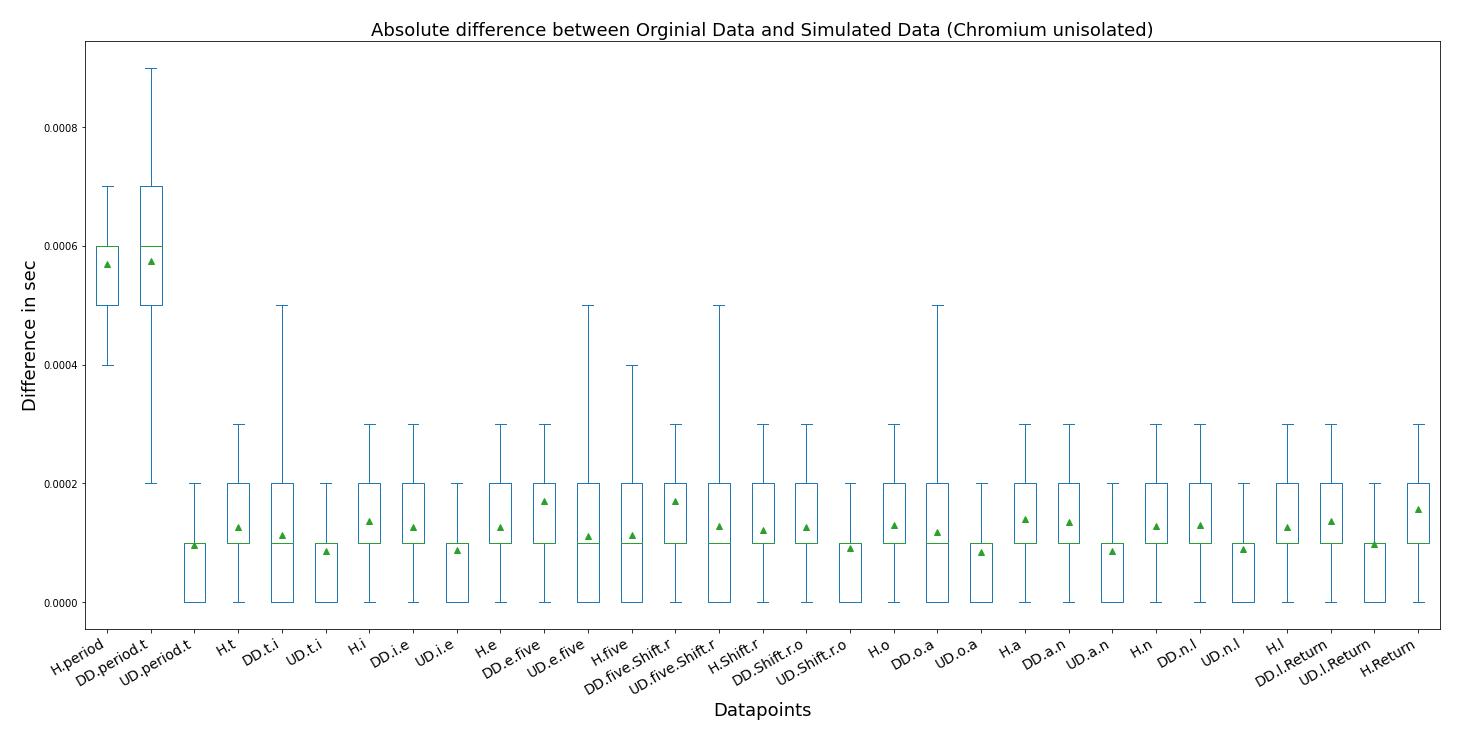 Absolute difference between Orginial Data and Simulated Data (Chromium unisolated)
Difference in sec
0.0008
0.0006
0.0004
0.0002
0.0000
H.period
DD.period.t
UD.period.t
H.t
DD.t.i
UD.t.i
H.i
DD.i.e
UD.i.e
H.e
DD.e.five
UD.e.five
H.five
DD.five.Shift.r
UD.five.Shift.r
H.Shift.r
DD.Shift.r.o
UD.Shift.r.o
H.o
DD.o.a
UD.o.a
H.a
DD.a.n
UD.a.n
H.n
DD.n.l
UD.n.l
H.l
DD.l.Return
UD.l.Return
H.Return
Datapoints